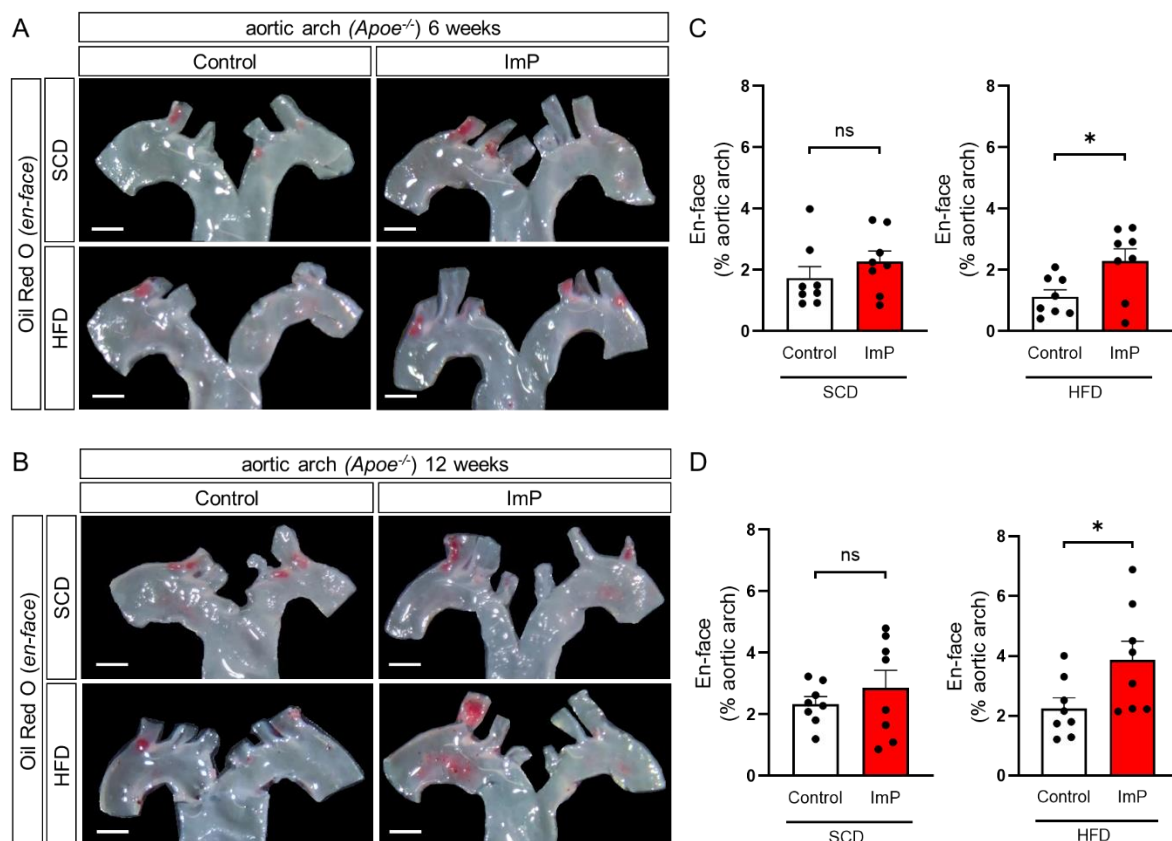 A
aortic arch (Apoe-/-) 6 weeks
Control
ImP
Oil Red O (en-face)
SCD
HFD
B
aortic arch (Apoe-/-) 12 weeks
Control
ImP
Oil Red O (en-face)
SCD
HFD
C
En-face
(% aortic arch)
8
6
4
2
0
ns
Control
ImP
SCD
En-face
(% aortic arch)
8
6
4
2
0
*
Control
ImP
HFD
D
En-face
(% aortic arch)
8
6
4
2
0
ns
Control
ImP
SCD
En-face
(% aortic arch)
8
6
4
2
0
*
Control
ImP
HFD